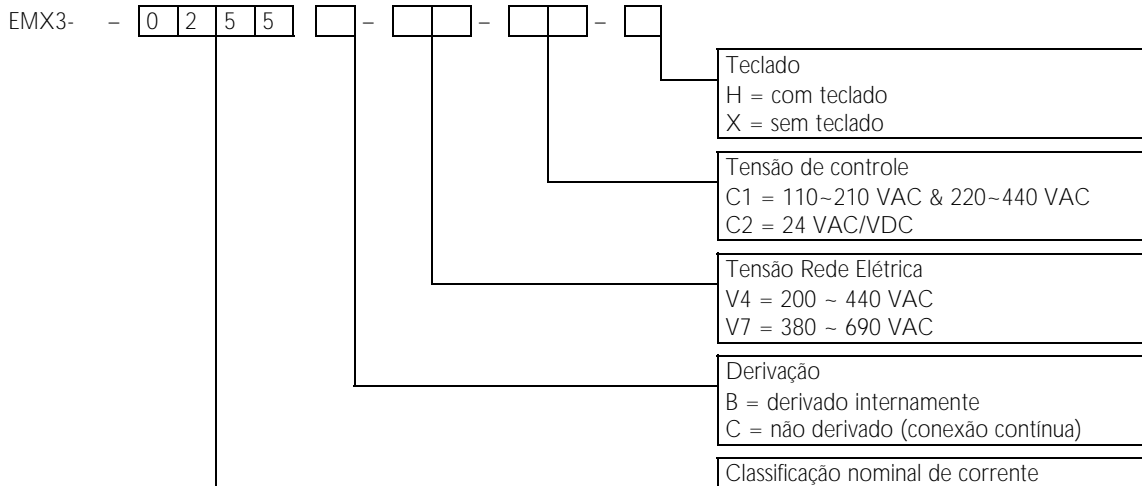 EMX3- – 0 2 5 5 – – –
Teclado
H = com teclado
X = sem teclado
Tensão de controle
C1 = 110~210 VAC & 220~440 VAC
C2 = 24 VAC/VDC
Tensão Rede Elétrica
V4 = 200 ~ 440 VAC
V7 = 380 ~ 690 VAC
Derivação
B = derivado internamente
C = não derivado (conexão contínua)
Classificação nominal de corrente